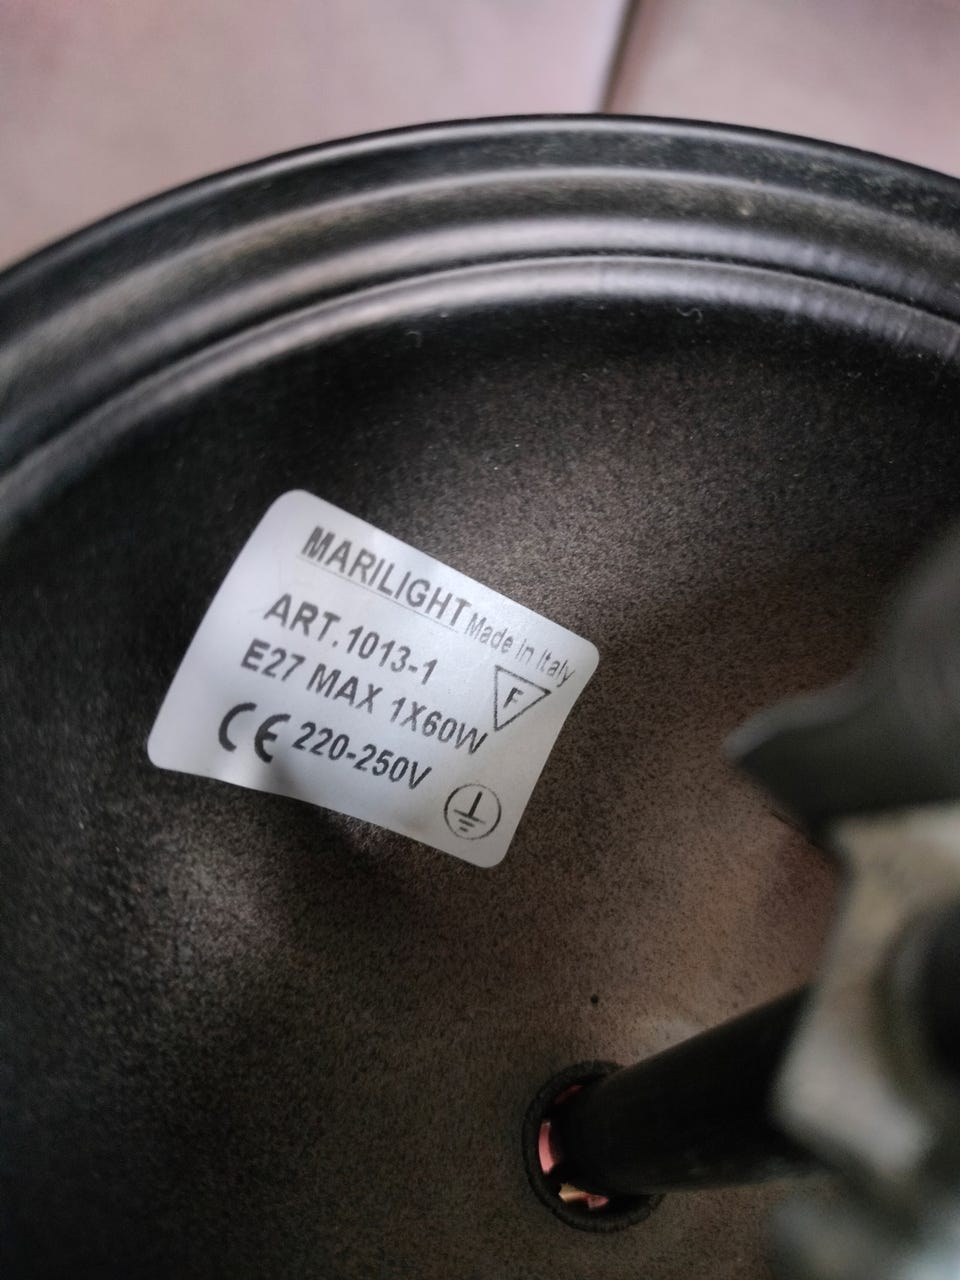 MARILIGHT Made in Italy
ART.1013-1
E27 MAX 1X60W
F
CE 220-250V